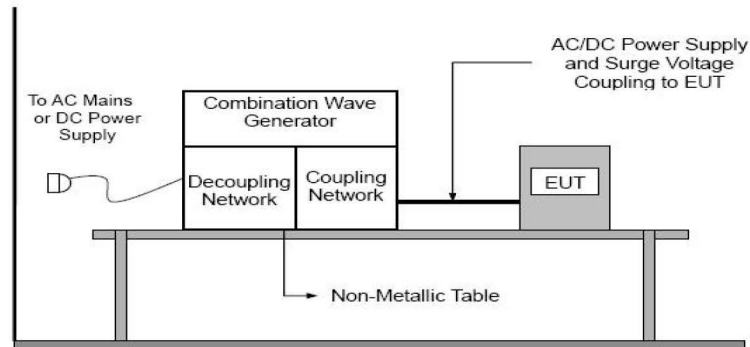 AC/DC Power Supply
and Surge Voltage
Coupling to EUT
To AC Mains
or DC Power
Supply
Combination Wave
Generator
Decoupling
Network
Coupling
Network
EUT
Non-Metallic Table